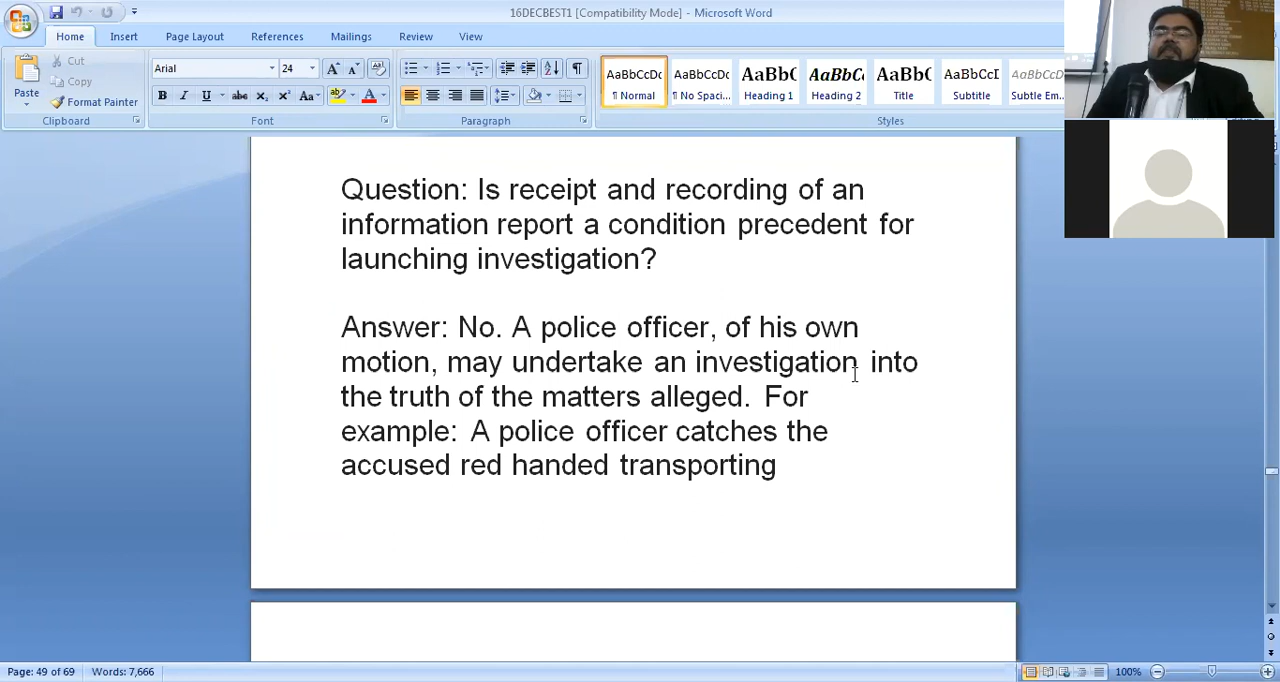 16DECBEST1 [Compatibility Mode] - Microsoft Word
Home Insert Page Layout References Mailings Review View
Paste
Cut
Copy
Format Painter
Clipboard
Arial 24
Font
Paragraph
AaBbCcDc AaBbCcDc AaBbC AaBbCc AaBbC AaBbCcI AaBbCcDc
¶ Normal ¶ No Spaci... Heading 1 Heading 2 Title Subtitle Subtle Em...
Styles
Question: Is receipt and recording of an
information report a condition precedent for
launching investigation?
Answer: No. A police officer, of his own
motion, may undertake an investigation into
the truth of the matters alleged. For
example: A police officer catches the
accused red handed transporting
Page: 49 of 69 Words: 7,666 100%